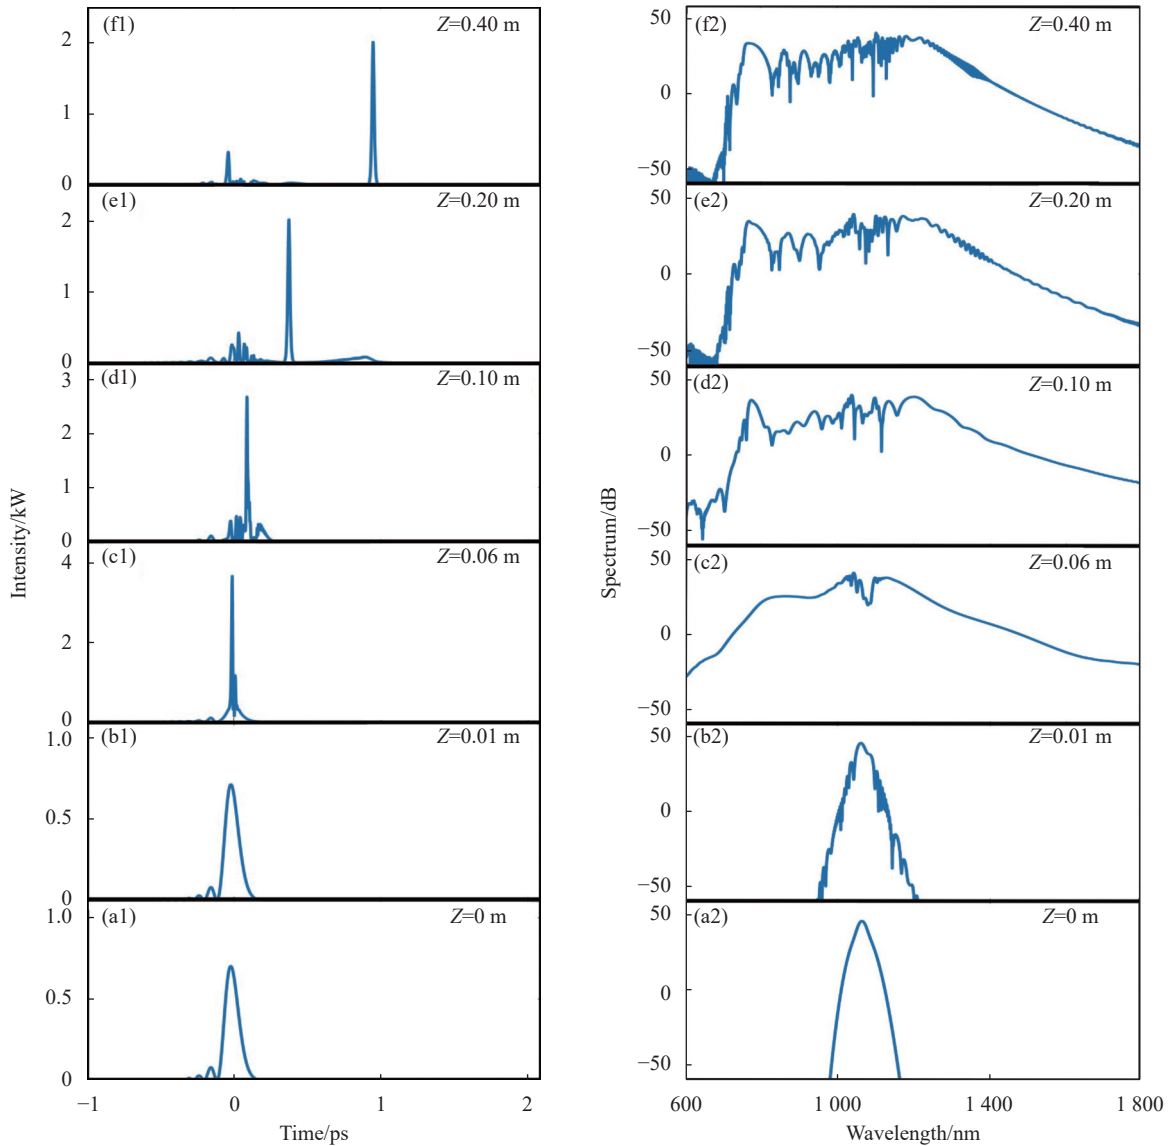 (f1) Z=0.40 m
2
1
0
(e1) Z=0.20 m
2
1
0
(d1) Z=0.10 m
3
2
1
0
(c1) Z=0.06 m
4
2
0
(b1) Z=0.01 m
1.0
0.5
0
(a1) Z=0 m
1.0
0.5
0
−1 0 1 2
Time/ps
Intensity/kW
(f2) Z=0.40 m
50
0
−50
(e2) Z=0.20 m
50
0
−50
(d2) Z=0.10 m
50
0
−50
(c2) Z=0.06 m
50
0
−50
(b2) Z=0.01 m
50
0
−50
(a2) Z=0 m
50
0
−50
600 1 000 1 400 1 800
Wavelength/nm
Spectrum/dB